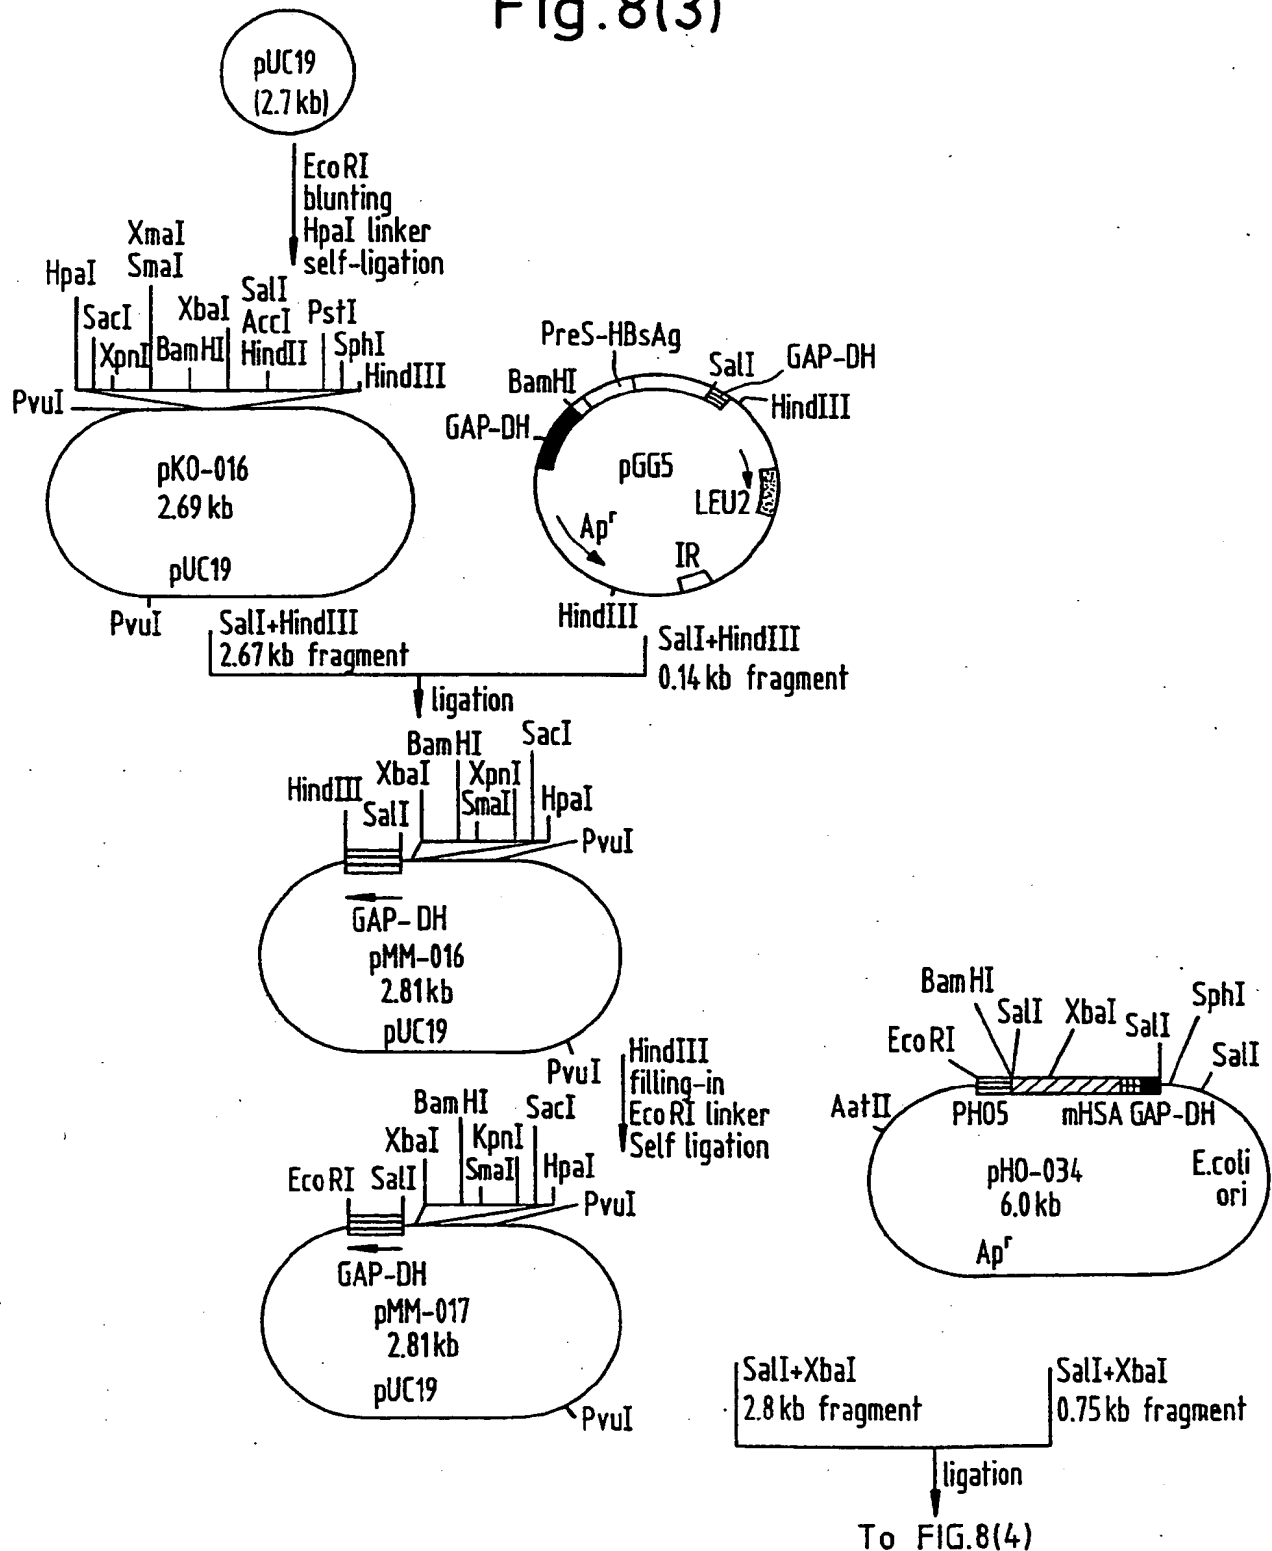 Fig.8(3)
pUC19
(2.7 kb)
EcoRI
blunting
HpaI linker
self-ligation
HpaI
SacI
XpnI
XmaI
SmaI
BamHI
XbaI
SalI
AccI
HindII
PstI
SphI
HindIII
PvuI
pKO-016
2.69 kb
pUC19
PvuI
PreS-HBsAg
BamHI
GAP-DH
SalI
GAP-DH
HindIII
pGG5
LEU2
Apr
IR
HindIII
SalI+HindIII
2.67 kb fragment
SalI+HindIII
0.14 kb fragment
ligation
HindIII
SalI
XbaI
BamHI
SmaI
XpnI
SacI
HpaI
PvuI
GAP-DH
pMM-016
2.81kb
pUC19
PvuI
HindIII
filling-in
EcoRI linker
Self ligation
EcoRI
SalI
XbaI
BamHI
SmaI
KpnI
SacI
HpaI
PvuI
GAP-DH
pMM-017
2.81kb
pUC19
PvuI
BamHI
EcoRI
SalI
XbaI
SalI
SphI
SalI
AatII
PHO5
mHSA GAP-DH
pHO-034
6.0 kb
E.coli
ori
Apr
SalI+XbaI
2.8 kb fragment
SalI+XbaI
0.75 kb fragment
ligation
To FIG.8(4)